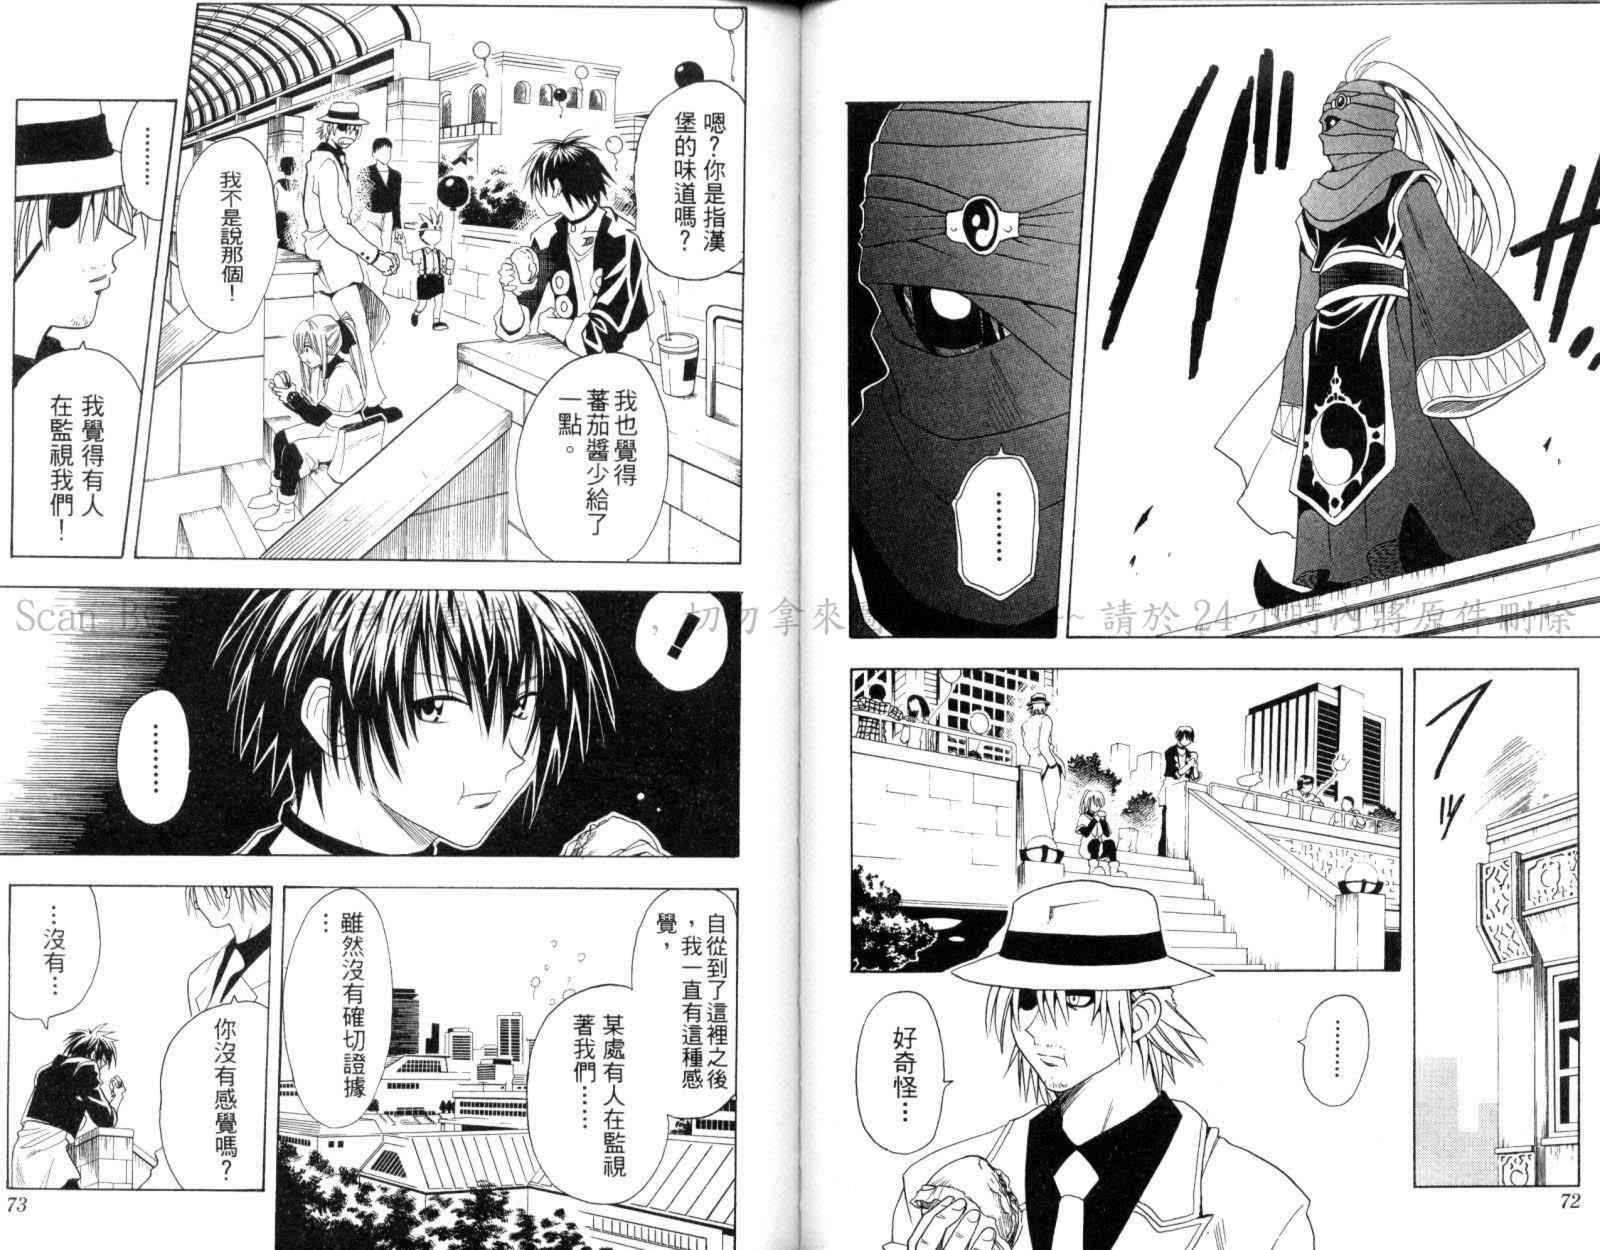 ………
………
好奇怪…
72
嗯？你是指漢
堡的味道嗎？
我不是說那個！
我也覺得
蕃茄醬少給了
一點。
………
我覺得有人
在監視我們！
！
………
自從到了這裡之後
，我一直有這種感
覺，
某處有人在監視
著我們……
雖然沒有確切證據
…
你沒有感覺嗎？
…沒有…
73
Scan B
切勿拿來
~請於24小時內將原件刪除